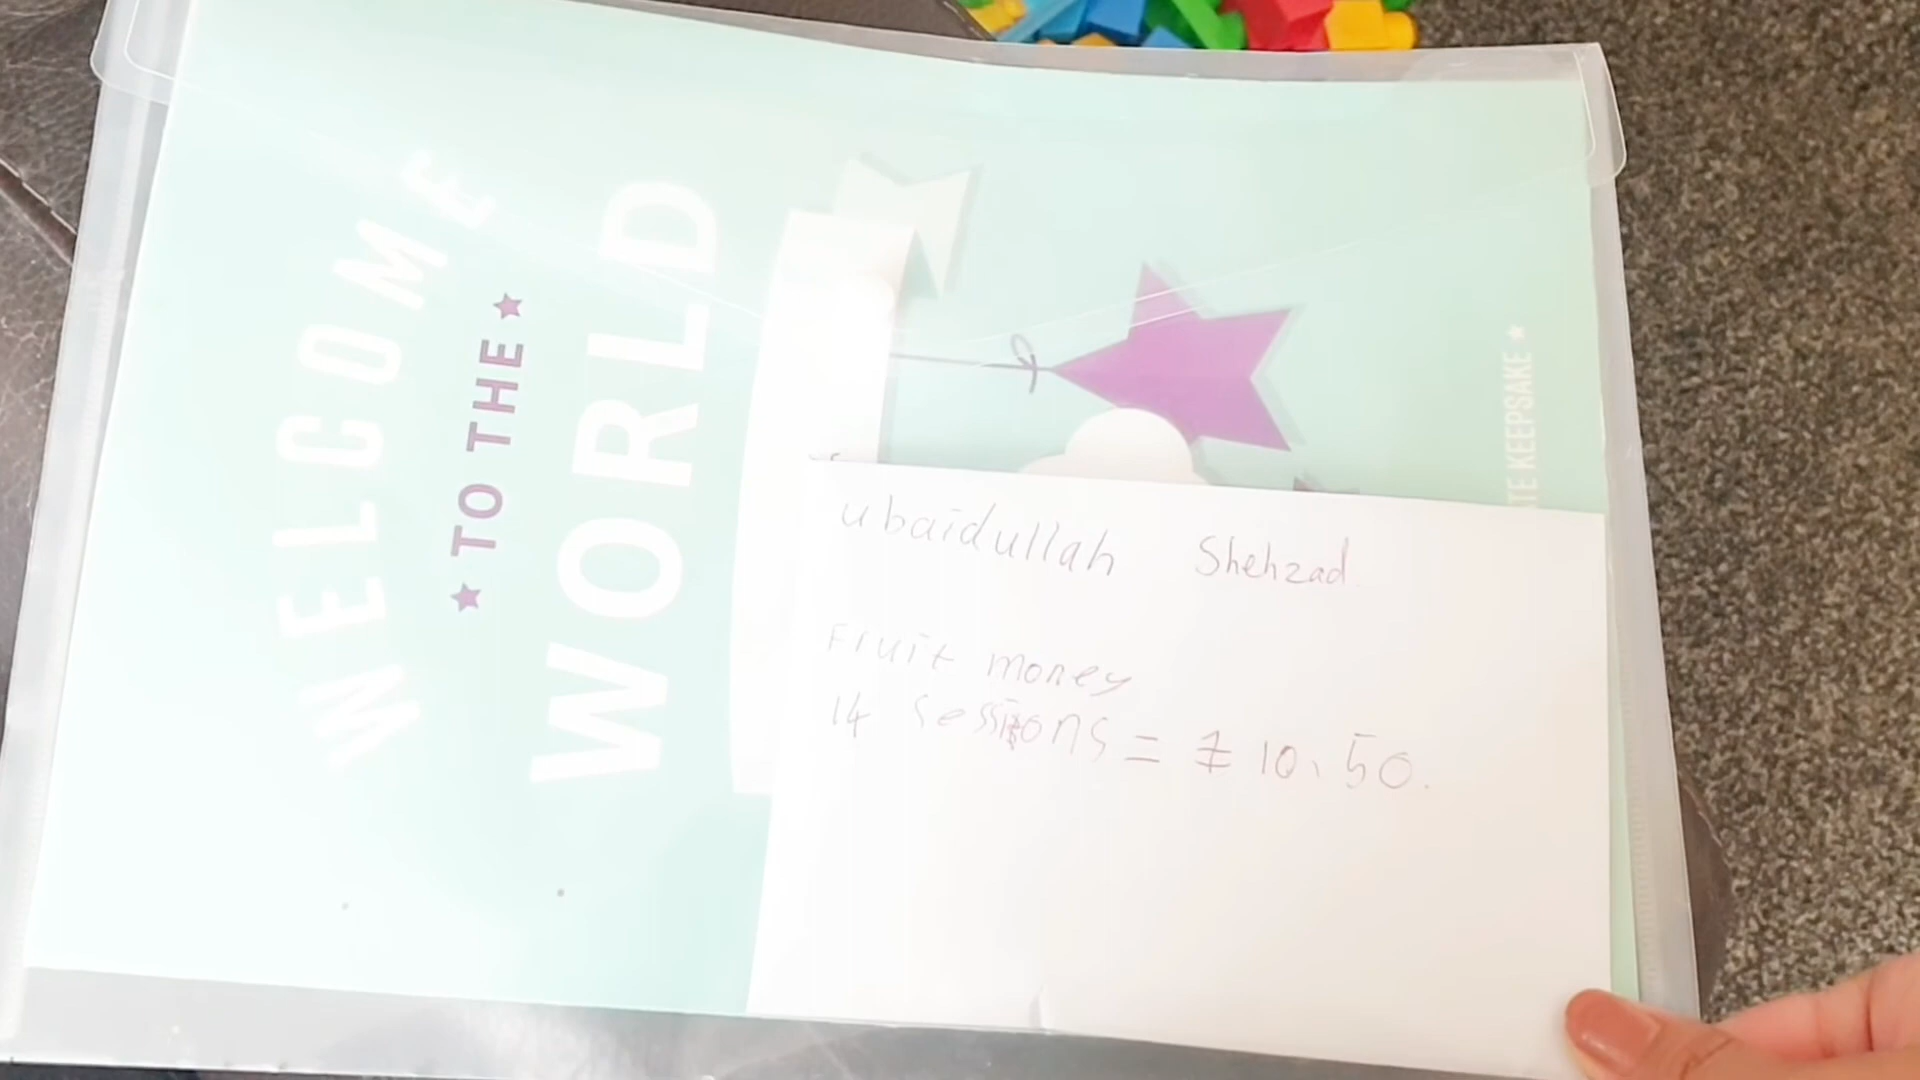 WELCOME
★ TO THE ★
WORLD
KEEPSAKE ★
ubaidullah Shehzad
Fruit money
14 sessions = £10.50.